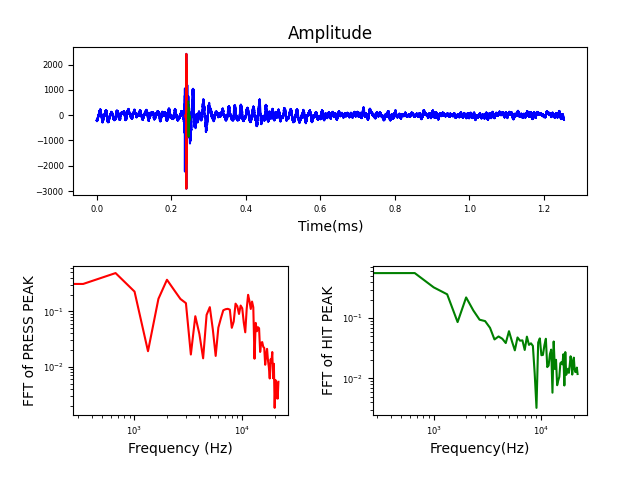 Amplitude
2000
1000
0
−1000
−2000
−3000
0.0 0.2 0.4 0.6 0.8 1.0 1.2
Time(ms)
FFT of PRESS PEAK
10⁻¹
10⁻²
10³ 10⁴
Frequency (Hz)
FFT of HIT PEAK
10⁻¹
10⁻²
10³ 10⁴
Frequency(Hz)